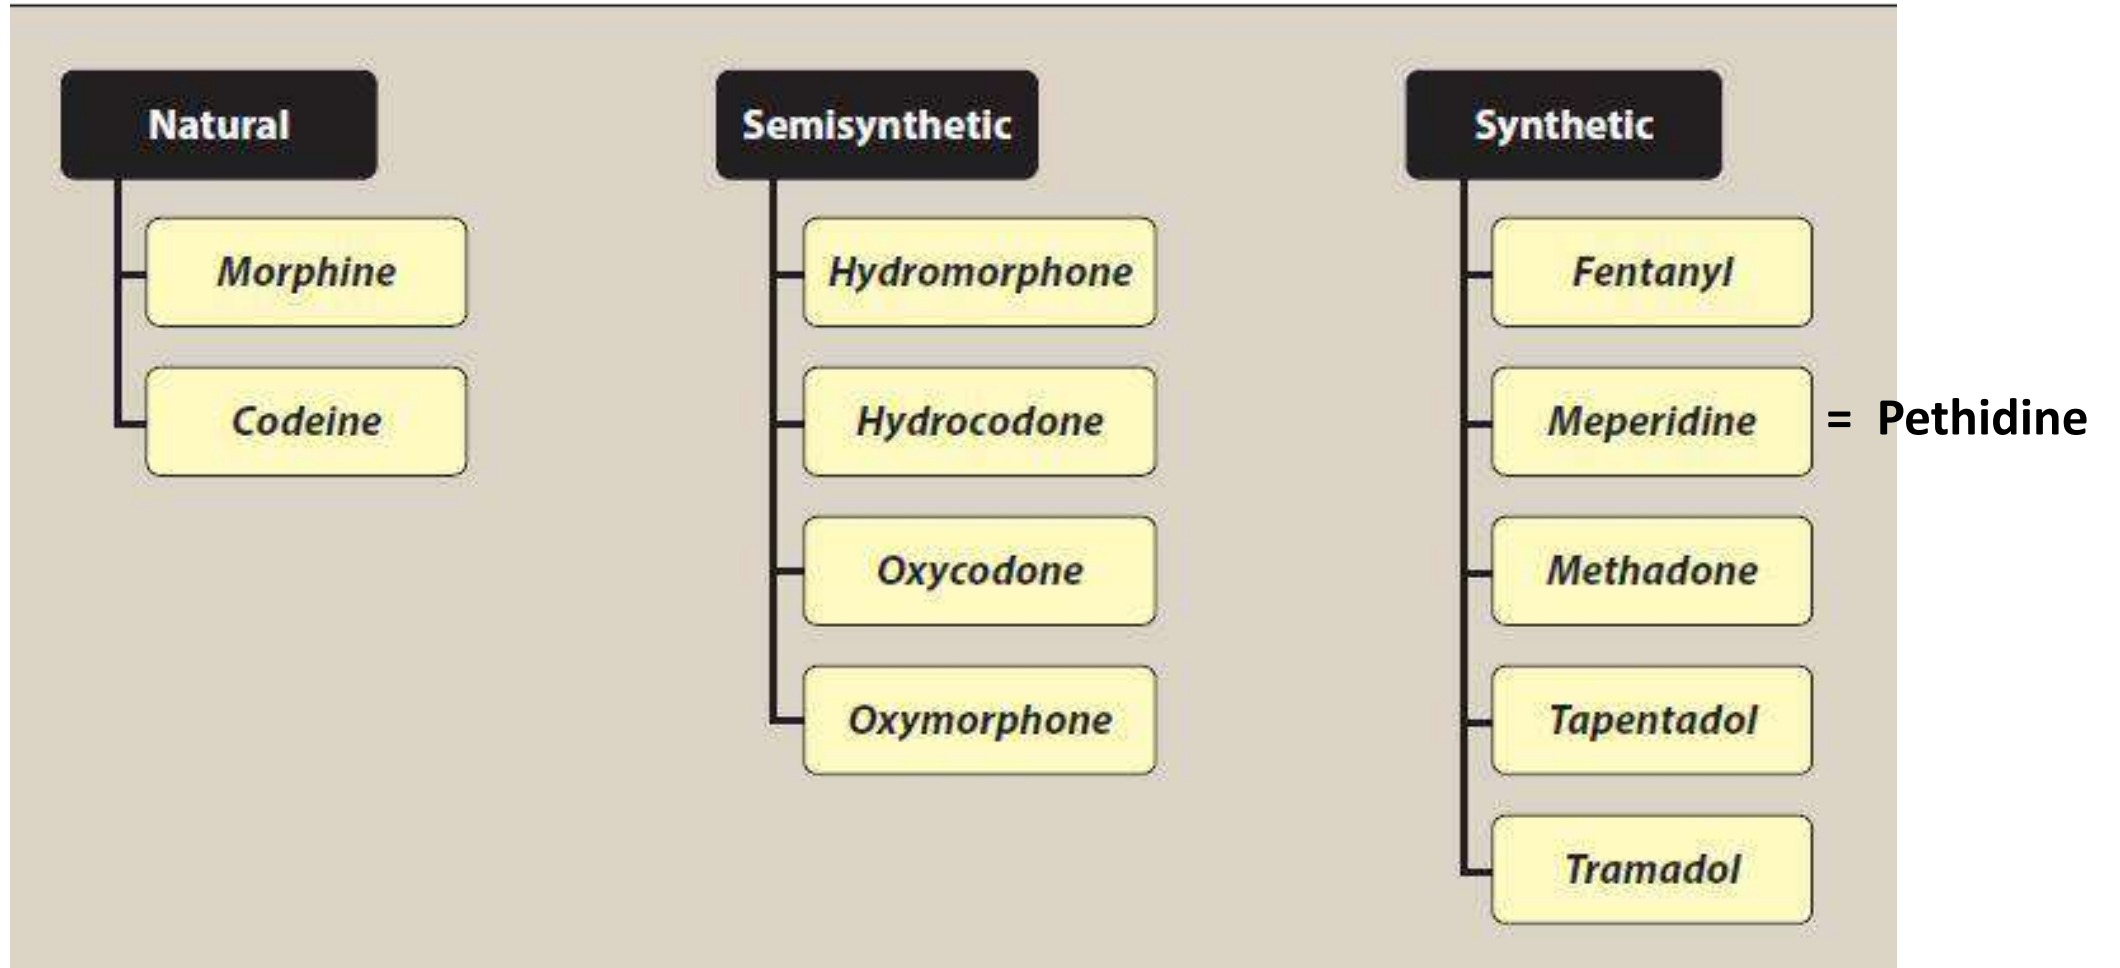 Natural
Morphine
Codeine
Semisynthetic
Hydromorphone
Hydrocodone
Oxycodone
Oxymorphone
Synthetic
Fentanyl
Meperidine = Pethidine
Methadone
Tapentadol
Tramadol